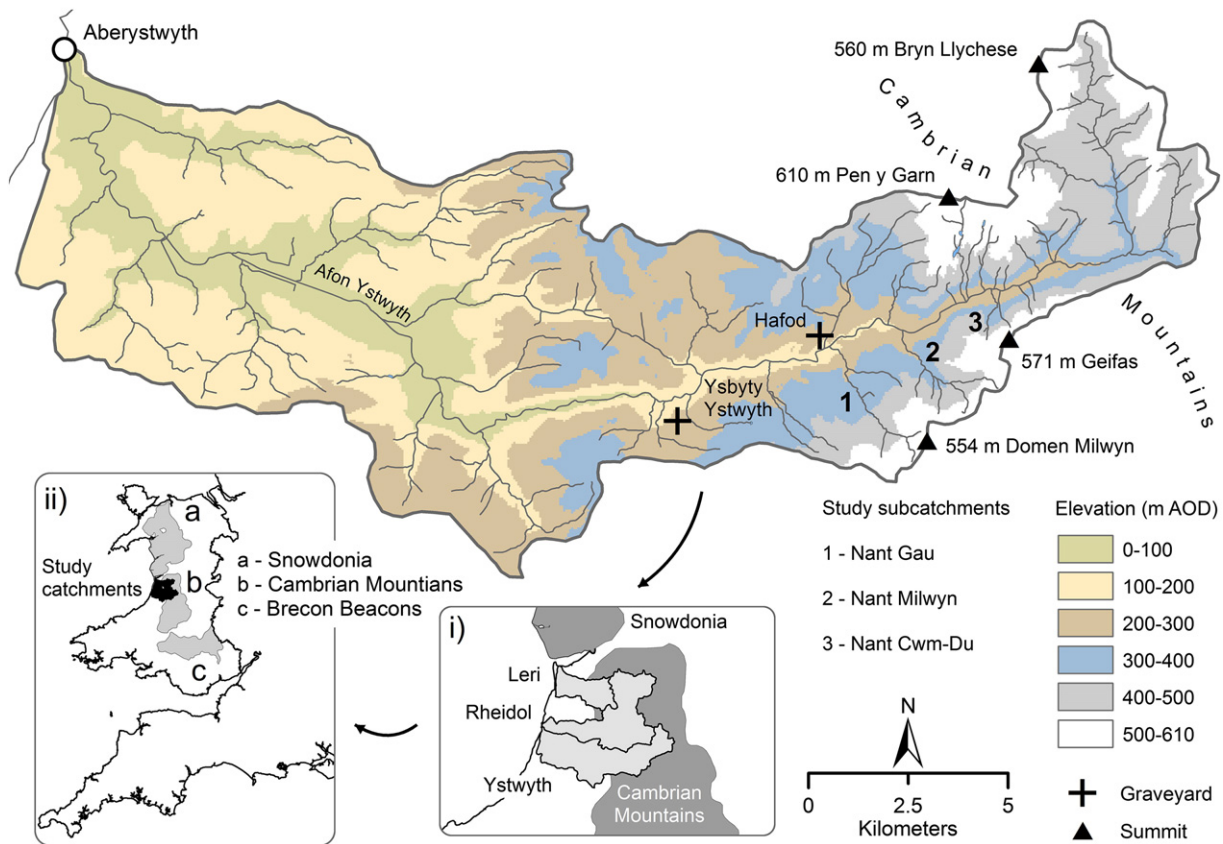 Aberystwyth
560 m Bryn Llychese
Cambrian
610 m Pen y Garn
Afon Ystwyth
Hafod
3
2
571 m Geifas
Mountains
Ysbyty
Ystwyth
1
554 m Domen Milwyn
ii)
a
Study
catchments
b
c
a - Snowdonia
b - Cambrian Mountians
c - Brecon Beacons
i)
Snowdonia
Leri
Rheidol
Ystwyth
Cambrian
Mountains
Study subcatchments
1 - Nant Gau
2 - Nant Milwyn
3 - Nant Cwm-Du
N
0 2.5 5
Kilometers
Elevation (m AOD)
0-100
100-200
200-300
300-400
400-500
500-610
Graveyard
Summit